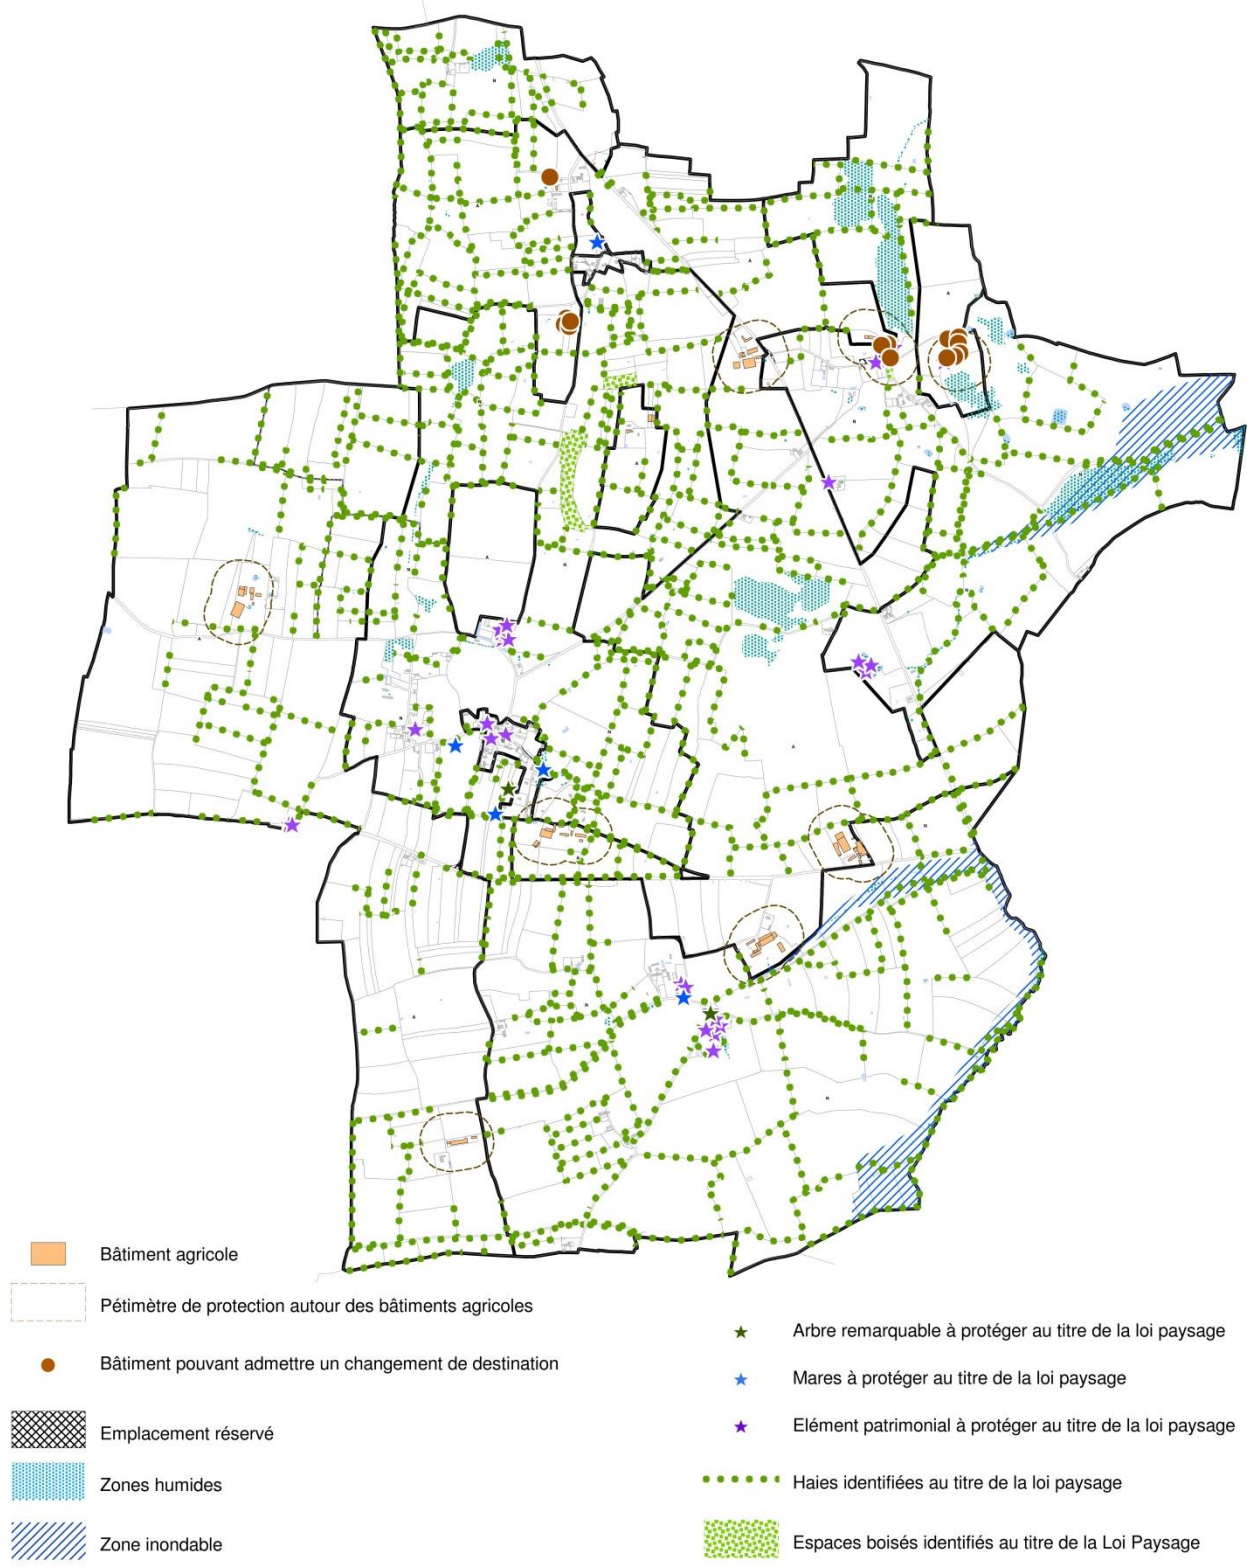 Bâtiment agricole
Pétimètre de protection autour des bâtiments agricoles
Bâtiment pouvant admettre un changement de destination
Emplacement réservé
Zones humides
Zone inondable
Arbre remarquable à protéger au titre de la loi paysage
Mares à protéger au titre de la loi paysage
Elément patrimonial à protéger au titre de la loi paysage
Haies identifiées au titre de la loi paysage
Espaces boisés identifiés au titre de la Loi Paysage